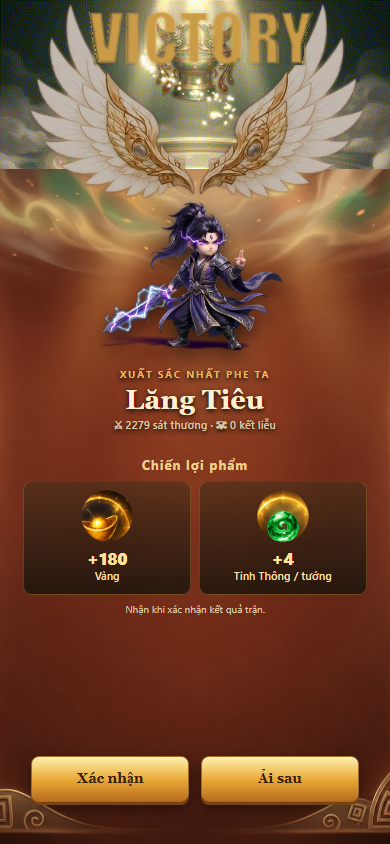 VICTORY
XUẤT SẮC NHẤT PHE TA
Lăng Tiêu
2279 sát thương · 0 kết liễu
Chiến lợi phẩm
+180
Vàng
+4
Tinh Thông / tướng
Nhận khi xác nhận kết quả trận.
Xác nhận
Ải sau